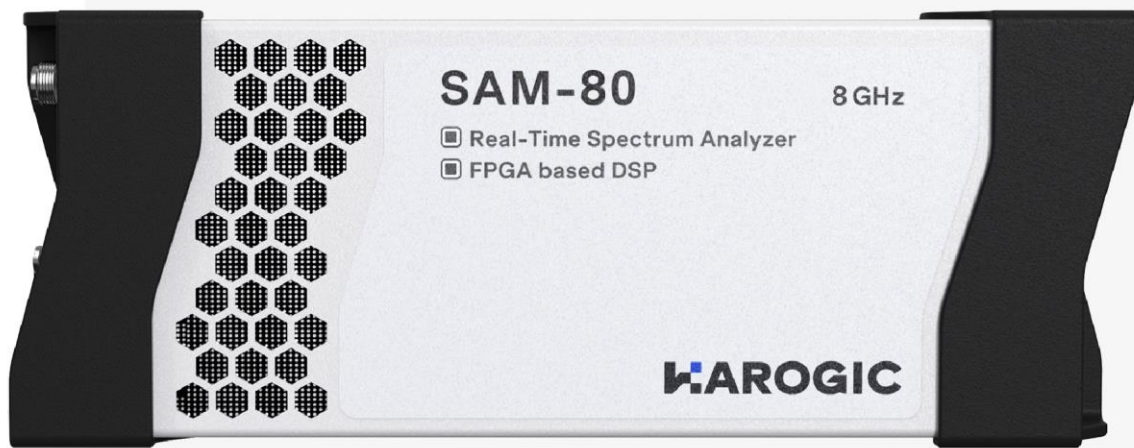 SAM-80
8 GHz
Real-Time Spectrum Analyzer
FPGA based DSP
HAROGIC